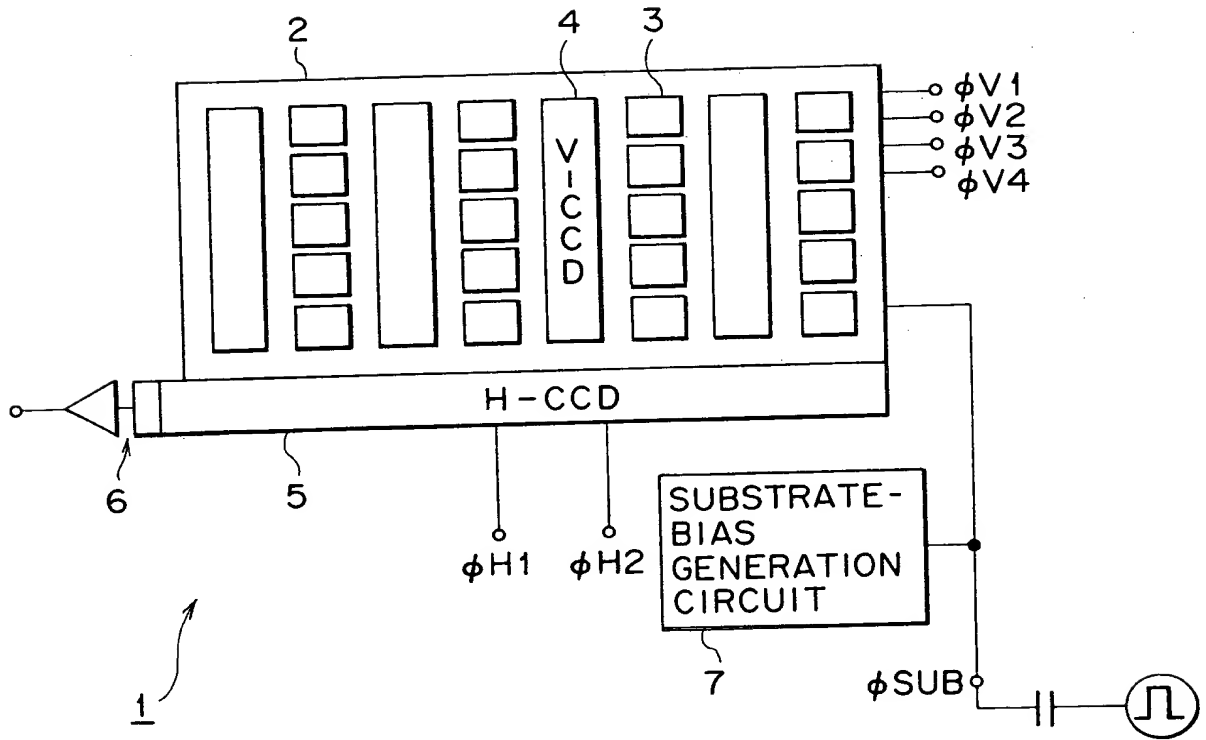 2
4
3
φV1
φV2
φV3
φV4
V-CCD
H-CCD
6
5
φH1
φH2
SUBSTRATE-
BIAS
GENERATION
CIRCUIT
7
φSUB
1